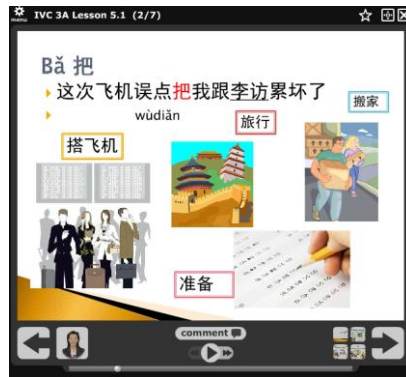 menu
IVC 3A Lesson 5.1 (2/7)
Bǎ 把
这次飞机误点把我跟李访累坏了
wùdiǎn
旅行
搬家
搭飞机
准备
comment